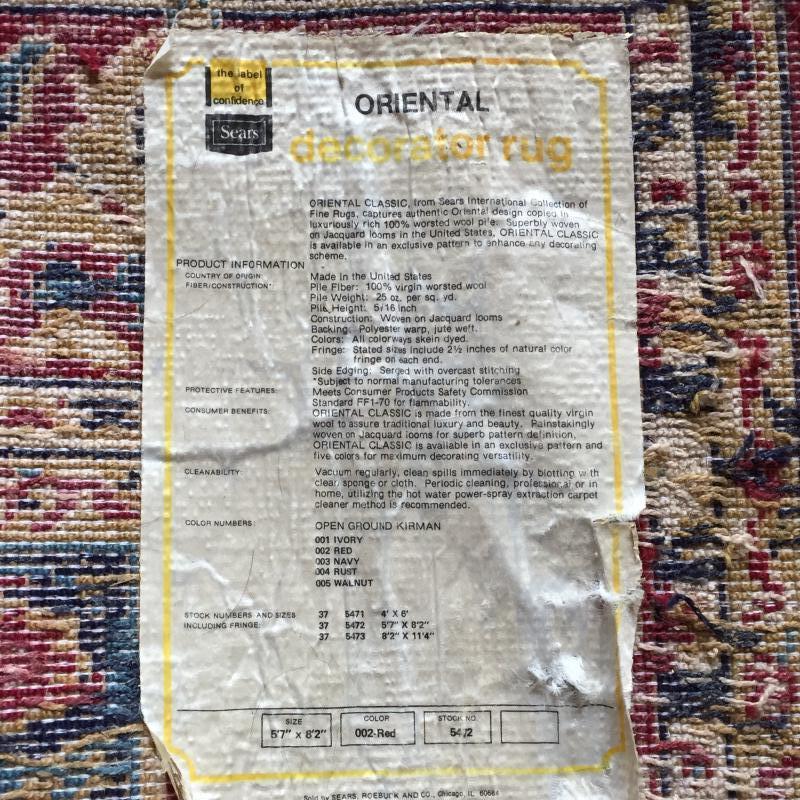 the label
of
confidence
Sears
ORIENTAL
decorator rug
ORIENTAL CLASSIC, from Sears International Collection of
Fine Rugs, captures authentic Oriental design copied in
luxuriously rich 100% worsted wool pile. Superbly woven
on Jacquard looms in the United States, ORIENTAL CLASSIC
is available in an exclusive pattern to enhance any decorating
scheme.
PRODUCT INFORMATION
COUNTRY OF ORIGIN: Made in the United States
FIBER/CONSTRUCTION* Pile Fiber: 100% virgin worsted wool
Pile Weight: 25 oz. per sq. yd.
Pile Height: 5/16 inch
Construction: Woven on Jacquard looms
Backing: Polyester warp, jute weft.
Colors: All colorways skein dyed.
Fringe: Stated sizes include 2½ inches of natural color
fringe on each end.
Side Edging: Serged with overcast stitching
*Subject to normal manufacturing tolerances
PROTECTIVE FEATURES: Meets Consumer Products Safety Commission
Standard FF1-70 for flammability.
CONSUMER BENEFITS: ORIENTAL CLASSIC is made from the finest quality virgin
wool to assure traditional luxury and beauty. Painstakingly
woven on Jacquard looms for superb pattern definition,
ORIENTAL CLASSIC is available in an exclusive pattern and
five colors for maximum decorating versatility.
CLEANABILITY: Vacuum regularly, clean spills immediately by blotting with
clean sponge or cloth. Periodic cleaning, professional or in
home, utilizing the hot water power-spray extraction carpet
cleaner method is recommended.
COLOR NUMBERS: OPEN GROUND KIRMAN
001 IVORY
002 RED
003 NAVY
004 RUST
005 WALNUT
STOCK NUMBERS AND SIZES 37 5471 4' X 6'
INCLUDING FRINGE: 37 5472 5'7" X 8'2"
37 5473 8'2" X 11'4"
SIZE COLOR STOCK NO.
5'7" x 8'2" 002-Red 5472
Sold by SEARS, ROEBUCK AND CO., Chicago, IL 60684